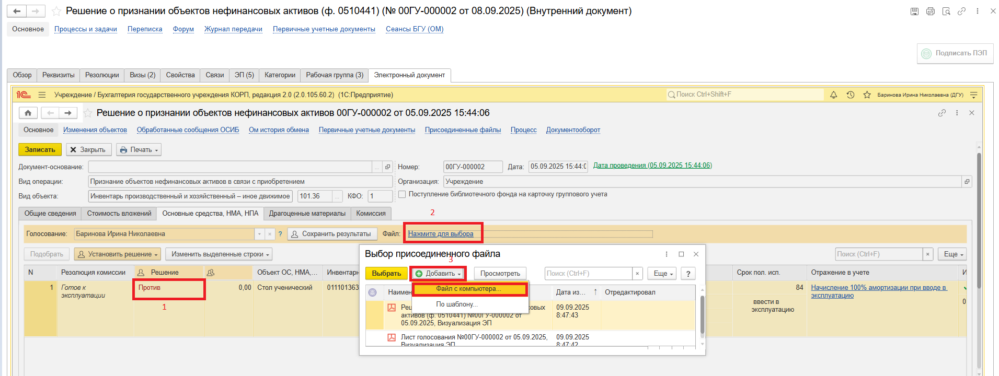 Решение о признании объектов нефинансовых активов (ф. 0510441) (№ 00ГУ-000002 от 08.09.2025) (Внутренний документ)
Основное Процессы и задачи Переписка Форум Журнал передачи Первичные учетные документы Сеансы БГУ (ОМ)
Подписать ПЭП
Обзор Реквизиты Резолюции Визы (2) Свойства Связи ЭП (5) Категории Рабочая группа (3) Электронный документ
1С Учреждение / Бухгалтерия государственного учреждения КОРП, редакция 2.0 (2.0.105.60.2) (1С:Предприятие) Поиск Ctrl+Shift+F Баринова Ирина Николаевна (ДГУ)
Решение о признании объектов нефинансовых активов 00ГУ-000002 от 05.09.2025 15:44:06
Основное Изменения объектов Обработанные сообщения ОСИБ Ом история обмена Первичные учетные документы Присоединенные файлы Процесс Документооборот
Записать Закрыть Печать
Документ-основание: ... Номер: 00ГУ-000002 Дата: 05.09.2025 15:44:0 Дата проведения (05.09.2025 15:44:06)
Вид операции: Признание объектов нефинансовых активов в связи с приобретением Организация: Учреждение
Вид объекта: Инвентарь производственный и хозяйственный – иное движимое 101.36 ... КФО: 1 Поступление библиотечного фонда на карточку группового учета
Общие сведения Стоимость вложений Основные средства, НМА, НПА Драгоценные материалы Комиссия
2
Голосование: Баринова Ирина Николаевна × ? Сохранить результаты Файл: Нажмите для выбора
Подобрать Установить решение Изменить выделенные строки Поиск (Ctrl+F) × Еще
N Резолюция комиссии Решение Объект ОС, НМА,... Инвентарн Срок пол. исп. Отражение в учете
1 Готов к эксплуатации Против 0,00 Стол ученический 011101363 84 Начисление 100% амортизации при вводе в
эксплуатацию
ввести в
эксплуатацию
1
Выбор присоединенного файла
3
Выбрать Добавить Просмотреть Поиск (Ctrl+F) × Еще ?
Файл с компьютера...
По шаблону...
Наимен Дата из... ↑ Отредактировал
Реш совых 09.09.2025
активов (ф. 0510441) №00ГУ-000002 от 8:47:43
05.09.2025, Визуализация ЭП
Лист голосования №00ГУ-000002 от 05.09.2025, 09.09.2025
Визуализация ЭП 8:47:42